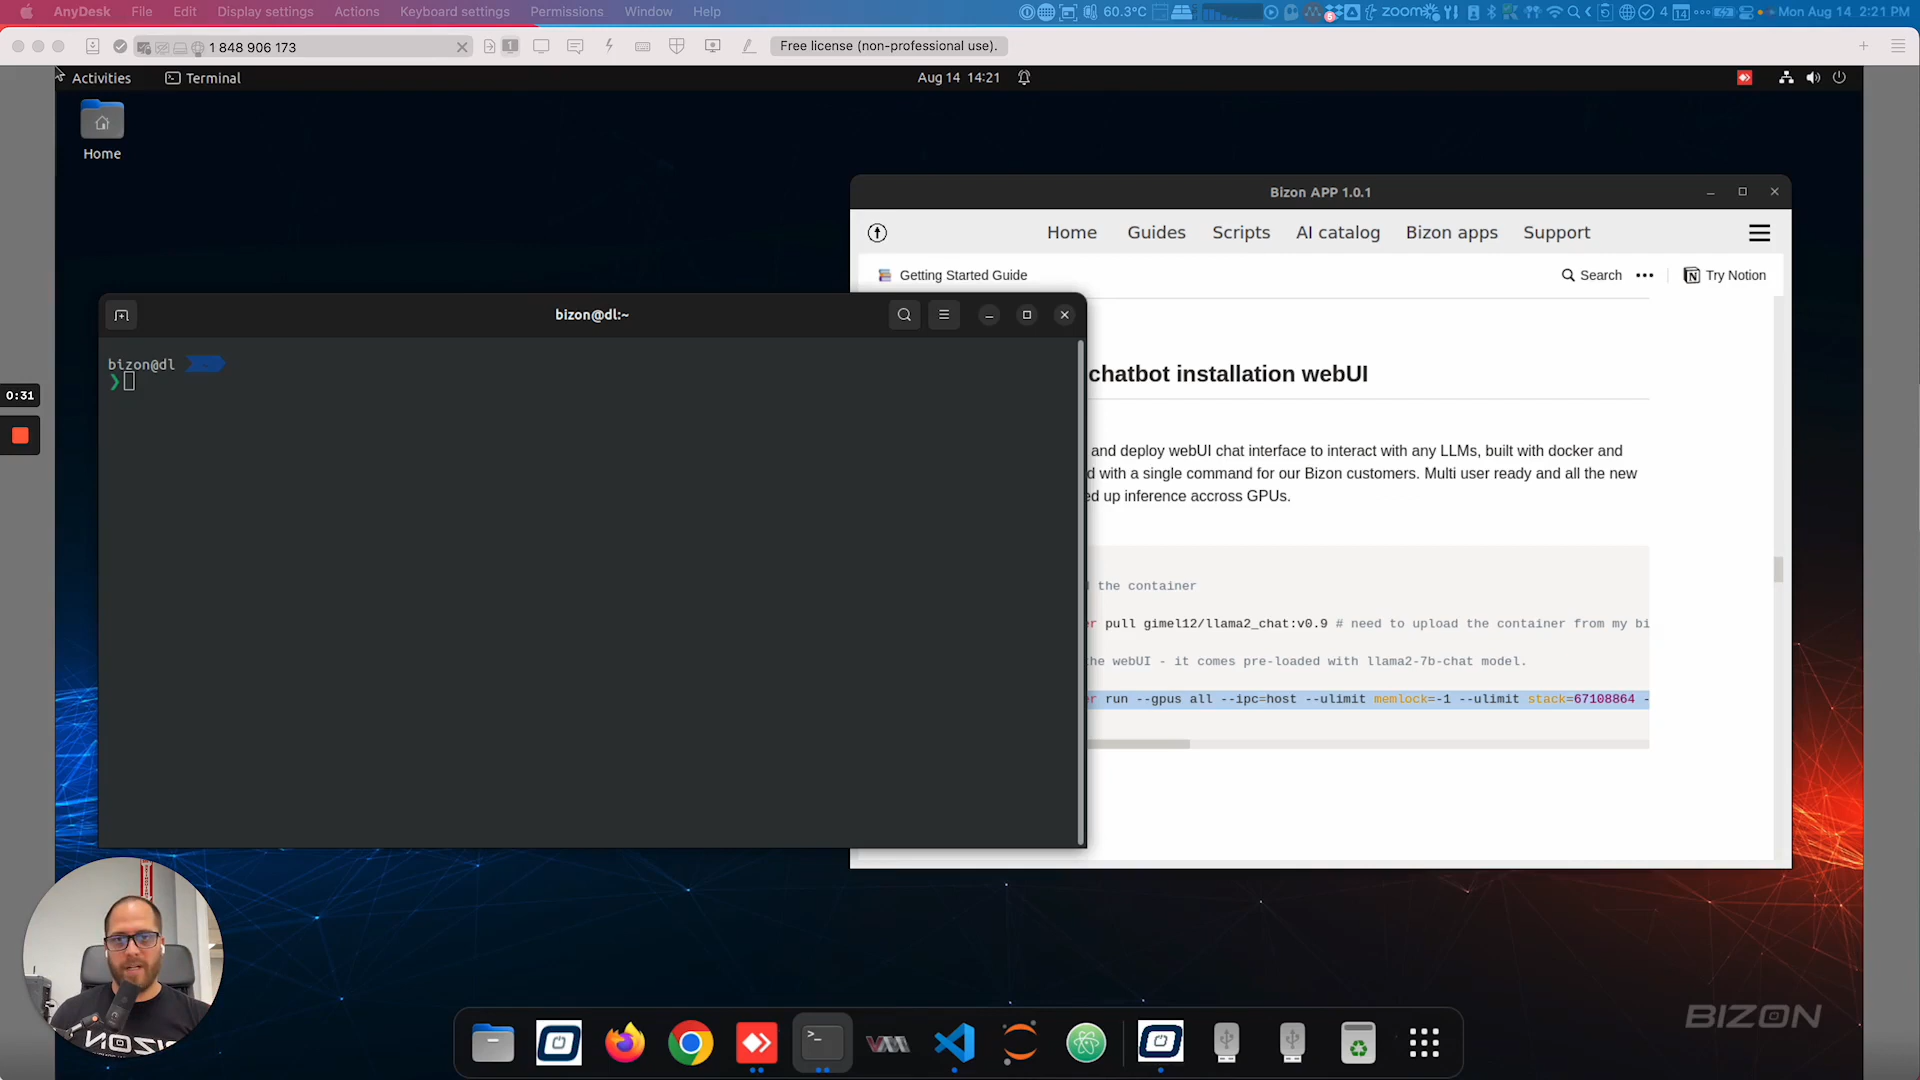 AnyDesk File Edit Display settings Actions Keyboard settings Permissions Window Help 60.3°C 5 zoom 4 14 Mon Aug 14 2:21 PM
1 848 906 173 1 Free license (non-professional use).
Activities Terminal Aug 14 14:21
Home
Bizon APP 1.0.1
Home Guides Scripts AI catalog Bizon apps Support
Getting Started Guide Search Try Notion
bizon@dl:~
bizon@dl
chatbot installation webUI
0:31
and deploy webUI chat interface to interact with any LLMs, built with docker and
d with a single command for our Bizon customers. Multi user ready and all the new
ed up inference accross GPUs.
the container
er pull gimel12/llama2_chat:v0.9 # need to upload the container from my bi
the webUI - it comes pre-loaded with llama2-7b-chat model.
er run --gpus all --ipc=host --ulimit memlock=-1 --ulimit stack=67108864 -
BIZON